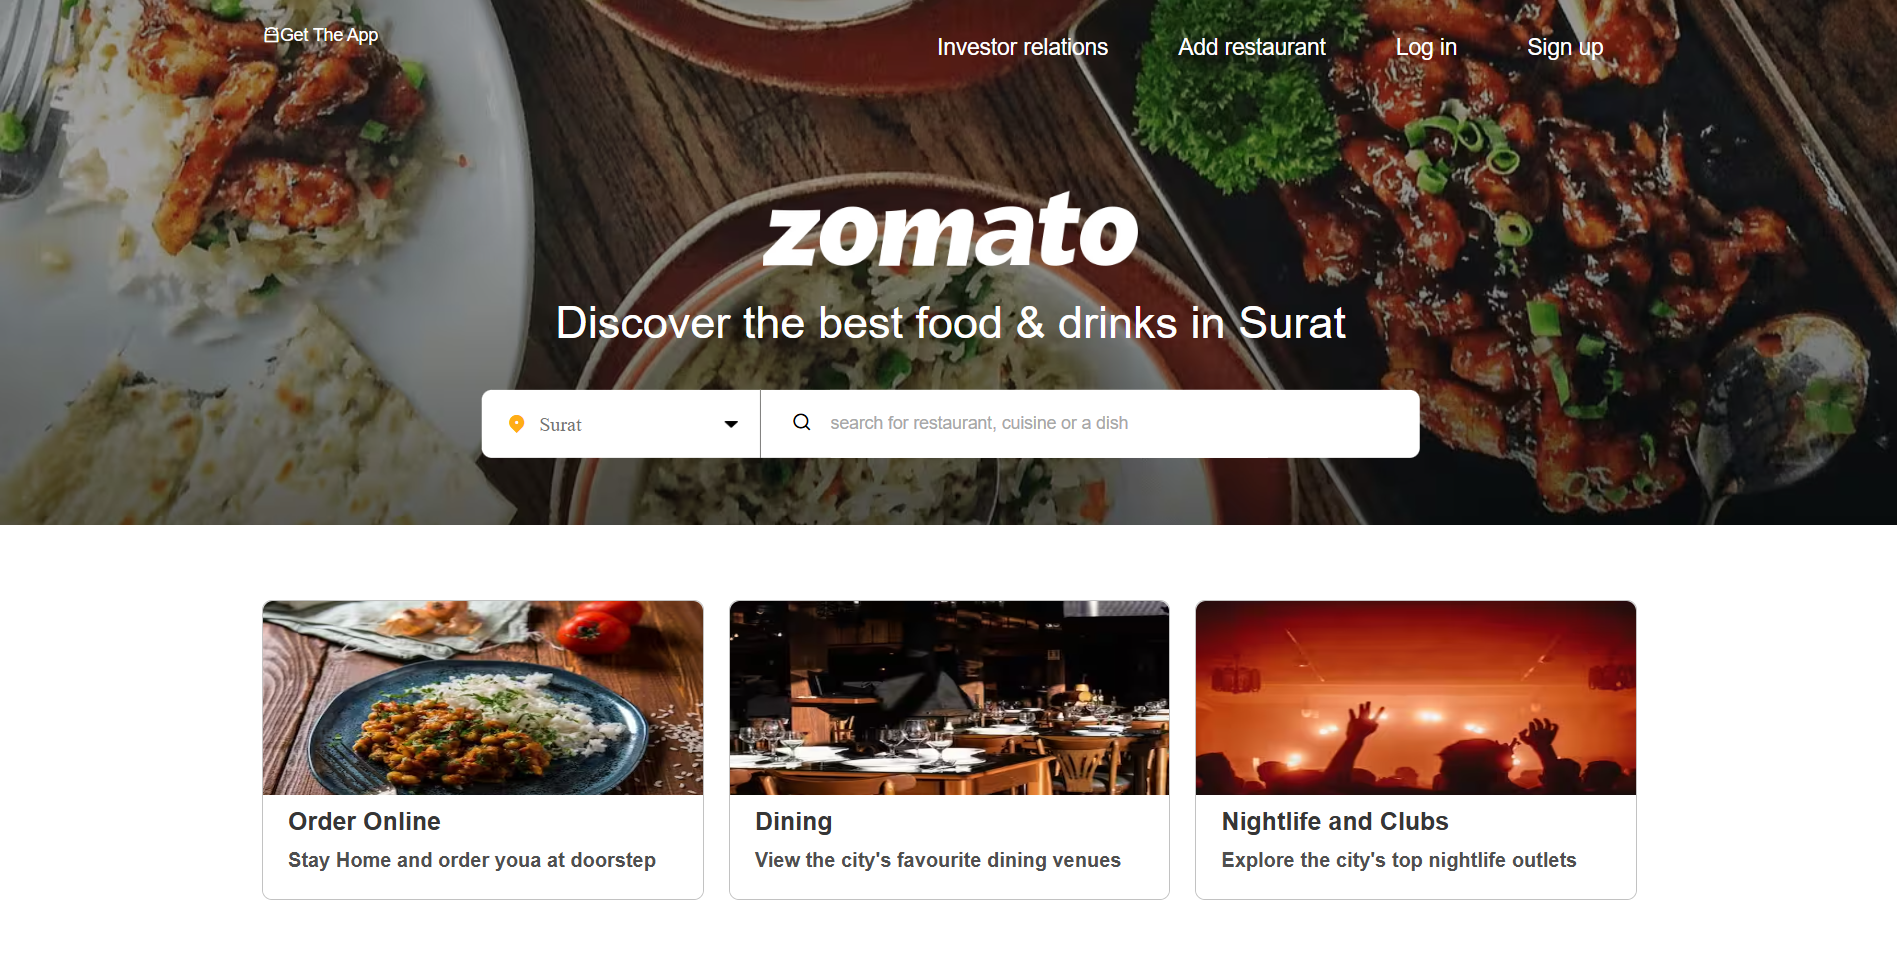 Get The App
Investor relations
Add restaurant
Log in
Sign up
zomato
Discover the best food & drinks in Surat
Surat
search for restaurant, cuisine or a dish
Order Online
Stay Home and order youa at doorstep
Dining
View the city's favourite dining venues
Nightlife and Clubs
Explore the city's top nightlife outlets